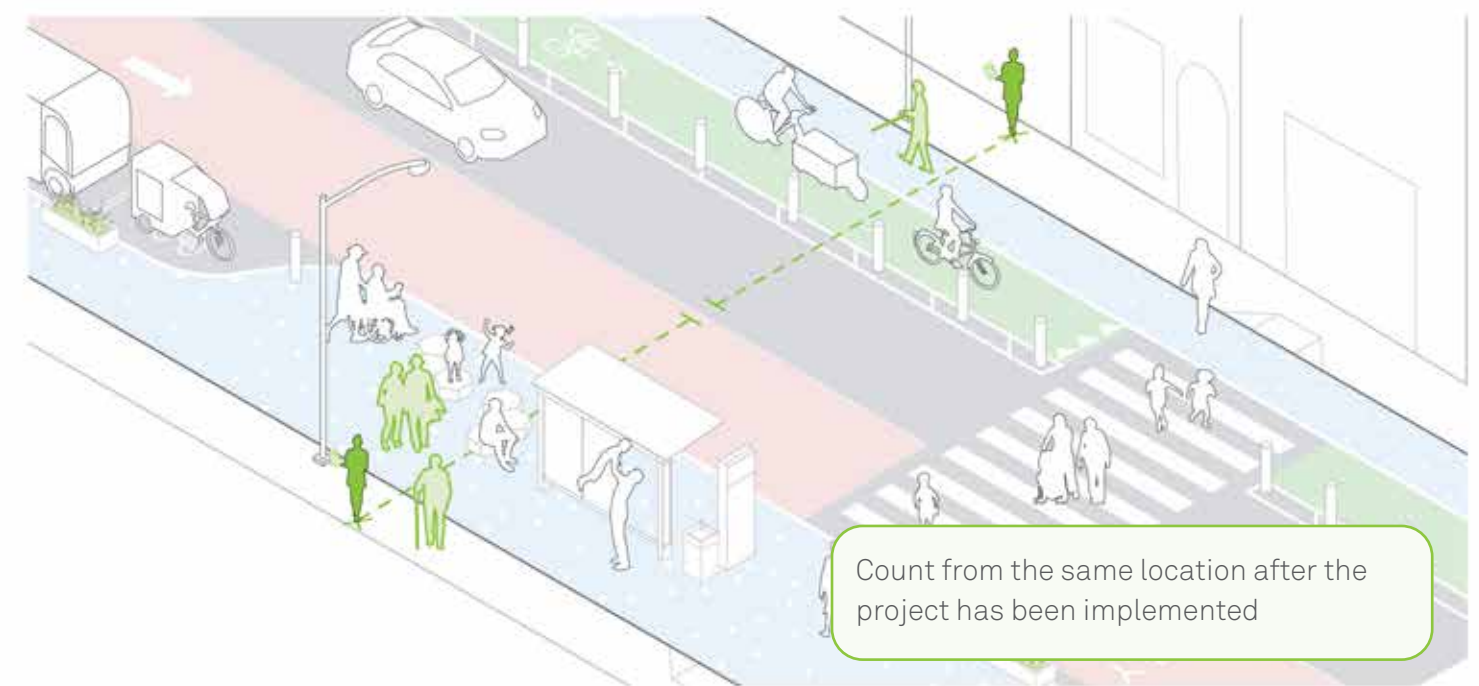 Count from the same location after the
project has been implemented